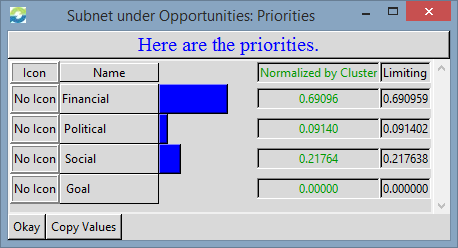 Subnet under Opportunities: Priorities
Here are the priorities.
Icon Name Normalized by Cluster Limiting
No Icon Financial 0.69096 0.690959
No Icon Political 0.09140 0.091402
No Icon Social 0.21764 0.217638
No Icon Goal 0.00000 0.000000
Okay Copy Values